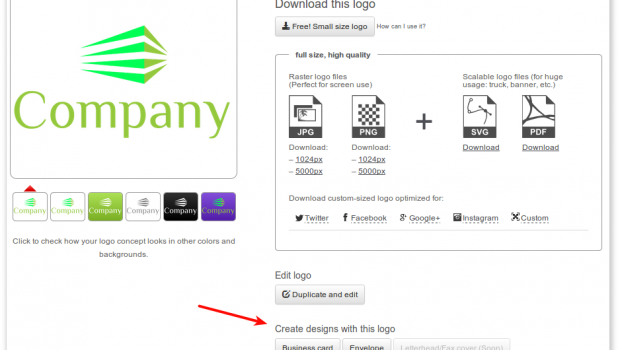 Company
Company
Company
Company
Company
Company
Company
Click to check how your logo concept looks in other colors and
backgrounds.
Download this logo
Free! Small size logo
How can I use it?
full size, high quality
Raster logo files
(Perfect for screen use)
JPG
PNG
Download:
Download:
– 1024px
– 1024px
– 5000px
– 5000px
+
Scalable logo files (for huge
usage: truck, banner, etc.)
SVG
PDF
Download
Download
Download custom-sized logo optimized for:
Twitter
Facebook
Google+
Instagram
Custom
Edit logo
Duplicate and edit
Create designs with this logo
Business card
Envelope
Letterhead/Fax cover (Soon)